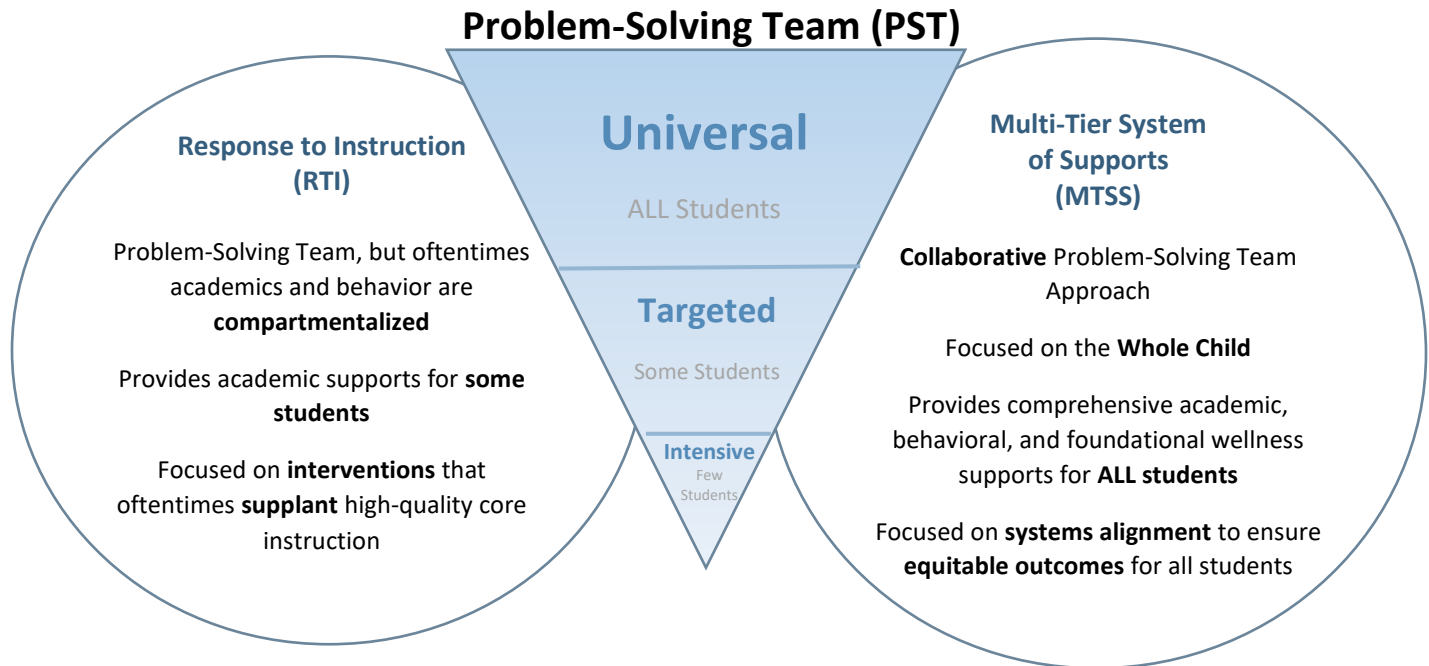 Problem-Solving Team (PST)
Response to Instruction
(RTI)
Problem-Solving Team, but oftentimes
academics and behavior are
compartmentalized
Provides academic supports for some
students
Focused on interventions that
oftentimes supplant high-quality core
instruction
Universal
ALL Students
Targeted
Some Students
Intensive
Few
Students
Multi-Tier System
of Supports
(MTSS)
Collaborative Problem-Solving Team
Approach
Focused on the Whole Child
Provides comprehensive academic,
behavioral, and foundational wellness
supports for ALL students
Focused on systems alignment to ensure
equitable outcomes for all students